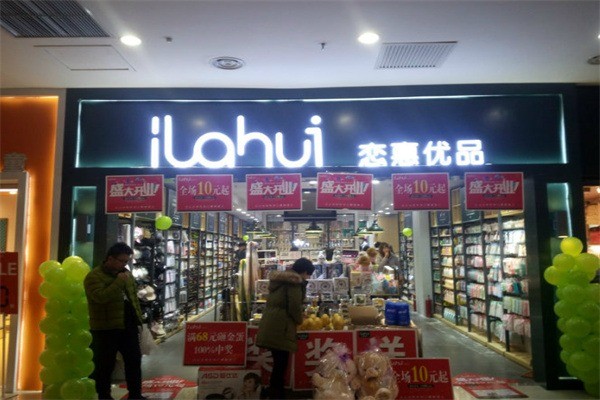 ilahui 恋惠优品
盛大开业
全场10元起
盛大开业
盛大开业
全场10元起
盛大开业
满68元砸金蛋
100%中奖
奖
全场10元起